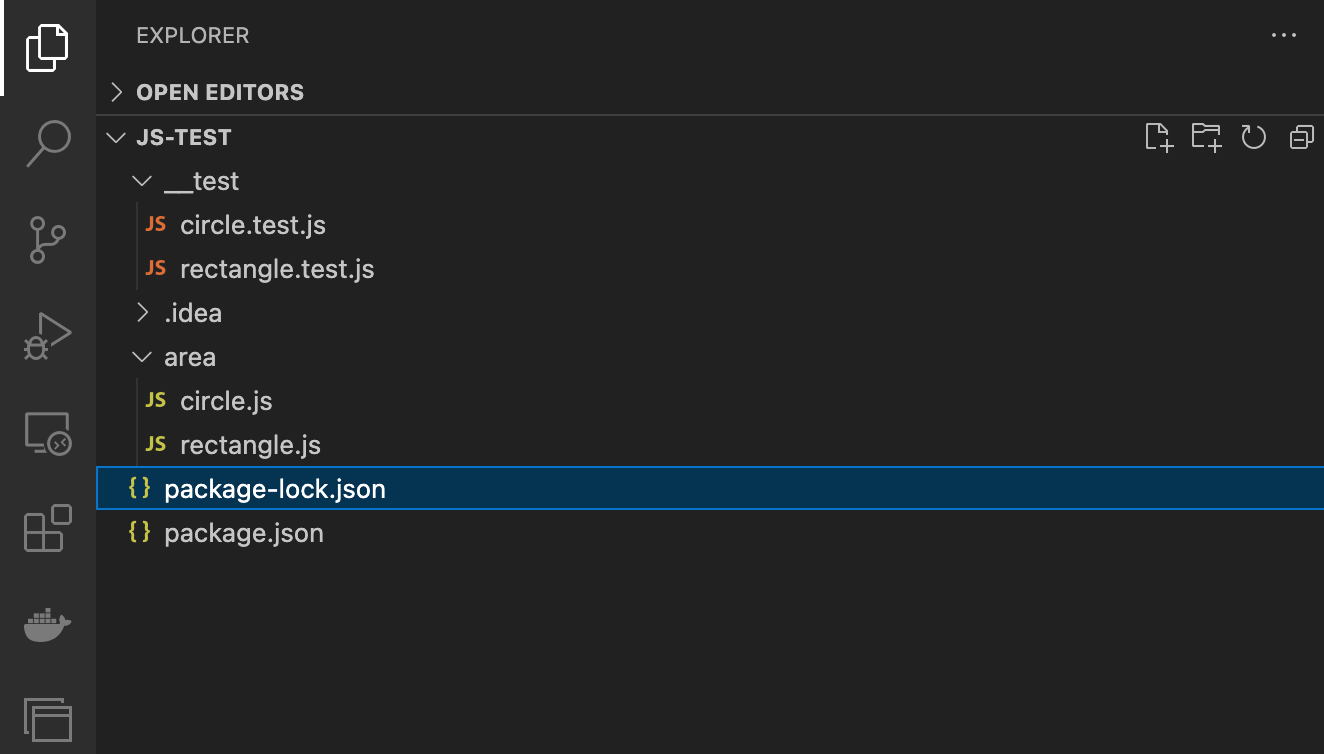 EXPLORER
OPEN EDITORS
JS-TEST
__test
JS circle.test.js
JS rectangle.test.js
.idea
area
JS circle.js
JS rectangle.js
{} package-lock.json
{} package.json